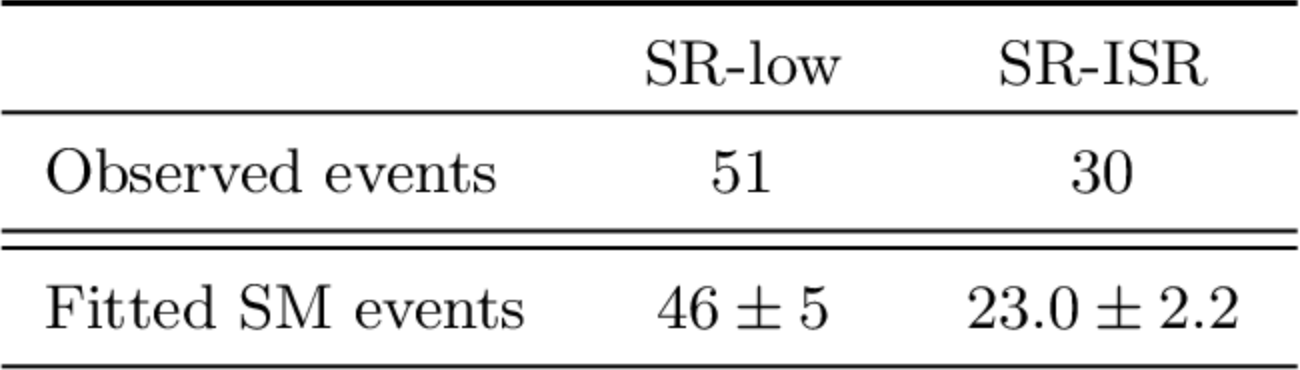 SR-low SR-ISR
Observed events 51 30
Fitted SM events 46 ± 5 23.0 ± 2.2